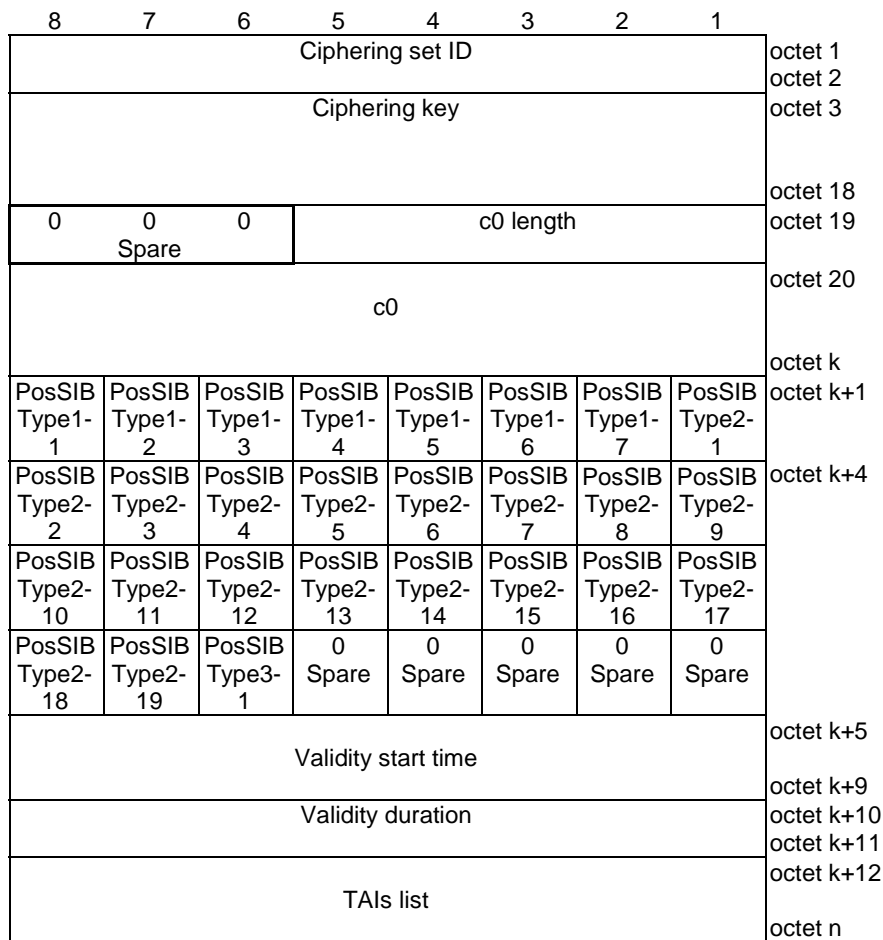 8 7 6 5 4 3 2 1
Ciphering set ID octet 1
octet 2
Ciphering key octet 3
octet 18
0 0 0 c0 length octet 19
Spare
octet 20
c0
octet k
PosSIB PosSIB PosSIB PosSIB PosSIB PosSIB PosSIB PosSIB octet k+1
Type1- Type1- Type1- Type1- Type1- Type1- Type1- Type2-
1 2 3 4 5 6 7 1
PosSIB PosSIB PosSIB PosSIB PosSIB PosSIB PosSIB PosSIB octet k+4
Type2- Type2- Type2- Type2- Type2- Type2- Type2- Type2-
2 3 4 5 6 7 8 9
PosSIB PosSIB PosSIB PosSIB PosSIB PosSIB PosSIB PosSIB
Type2- Type2- Type2- Type2- Type2- Type2- Type2- Type2-
10 11 12 13 14 15 16 17
PosSIB PosSIB PosSIB 0 0 0 0 0
Type2- Type2- Type3- Spare Spare Spare Spare Spare
18 19 1
octet k+5
Validity start time
octet k+9
Validity duration octet k+10
octet k+11
octet k+12
TAIs list
octet n